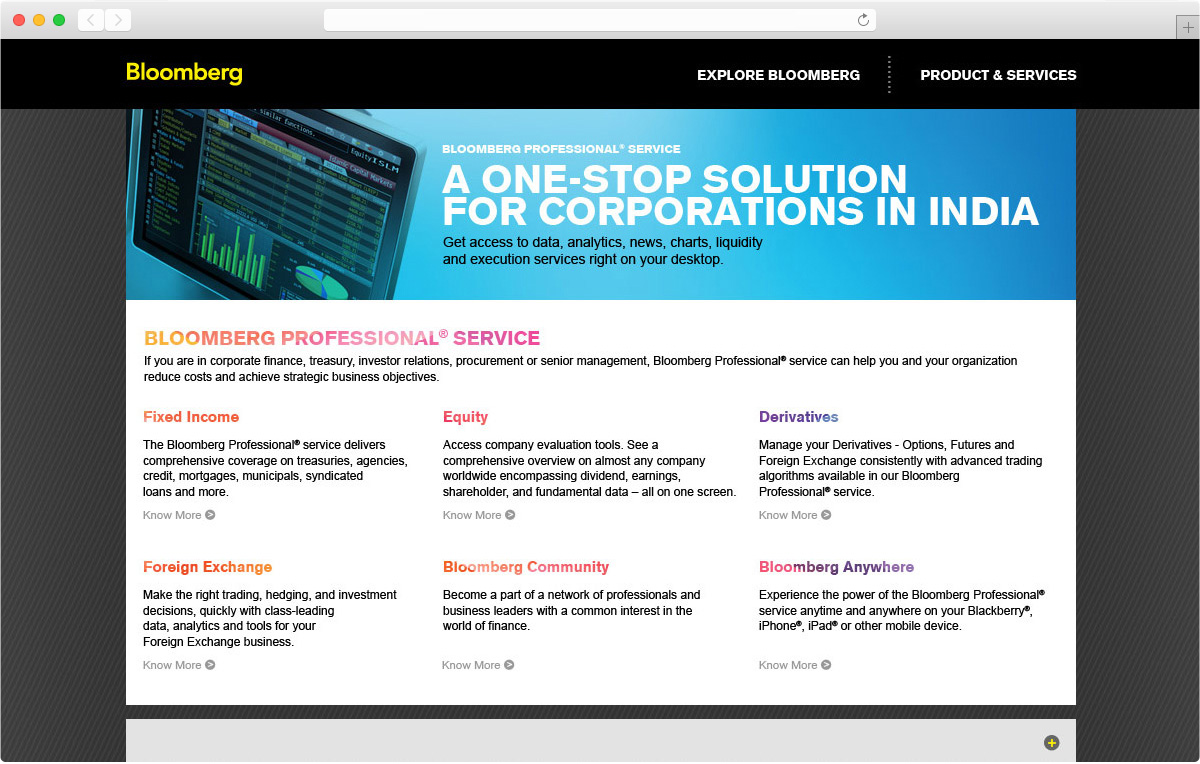 Bloomberg
EXPLORE BLOOMBERG
PRODUCT & SERVICES
similar functions.
EquityISLM
Islamic Capital Markets
BLOOMBERG PROFESSIONAL® SERVICE
A ONE-STOP SOLUTION
FOR CORPORATIONS IN INDIA
Get access to data, analytics, news, charts, liquidity
and execution services right on your desktop.
BLOOMBERG PROFESSIONAL® SERVICE
If you are in corporate finance, treasury, investor relations, procurement or senior management, Bloomberg Professional® service can help you and your organization
reduce costs and achieve strategic business objectives.
Fixed Income
The Bloomberg Professional® service delivers
comprehensive coverage on treasuries, agencies,
credit, mortgages, municipals, syndicated
loans and more.
Know More
Equity
Access company evaluation tools. See a
comprehensive overview on almost any company
worldwide encompassing dividend, earnings,
shareholder, and fundamental data – all on one screen.
Know More
Derivatives
Manage your Derivatives - Options, Futures and
Foreign Exchange consistently with advanced trading
algorithms available in our Bloomberg
Professional® service.
Know More
Foreign Exchange
Make the right trading, hedging, and investment
decisions, quickly with class-leading
data, analytics and tools for your
Foreign Exchange business.
Know More
Bloomberg Community
Become a part of a network of professionals and
business leaders with a common interest in the
world of finance.
Know More
Bloomberg Anywhere
Experience the power of the Bloomberg Professional®
service anytime and anywhere on your Blackberry®,
iPhone®, iPad® or other mobile device.
Know More